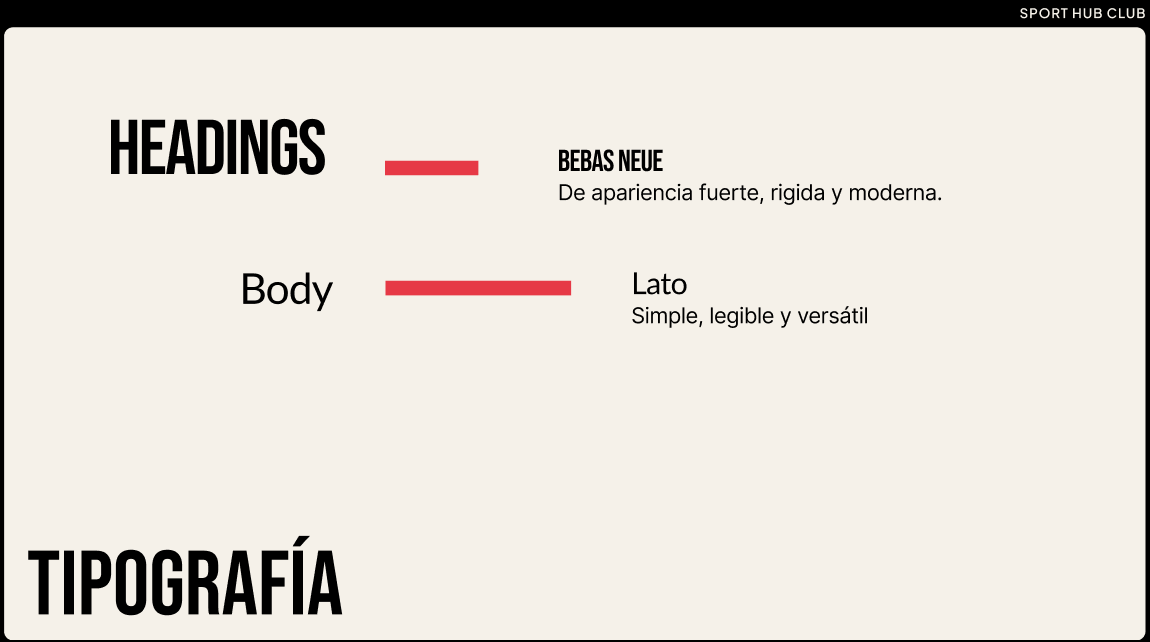 SPORT HUB CLUB
HEADINGS
BEBAS NEUE
De apariencia fuerte, rigida y moderna.
Body
Lato
Simple, legible y versátil
TIPOGRAFÍA